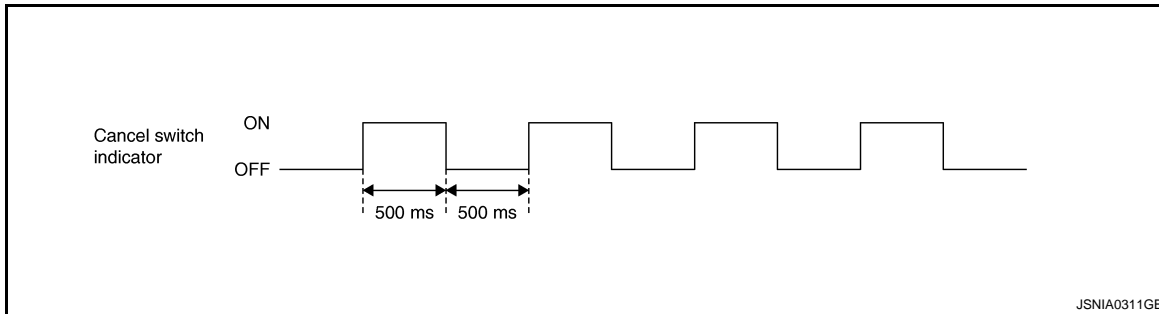 ON
Cancel switch
indicator
OFF
500 ms 500 ms
JSNIA0311GB